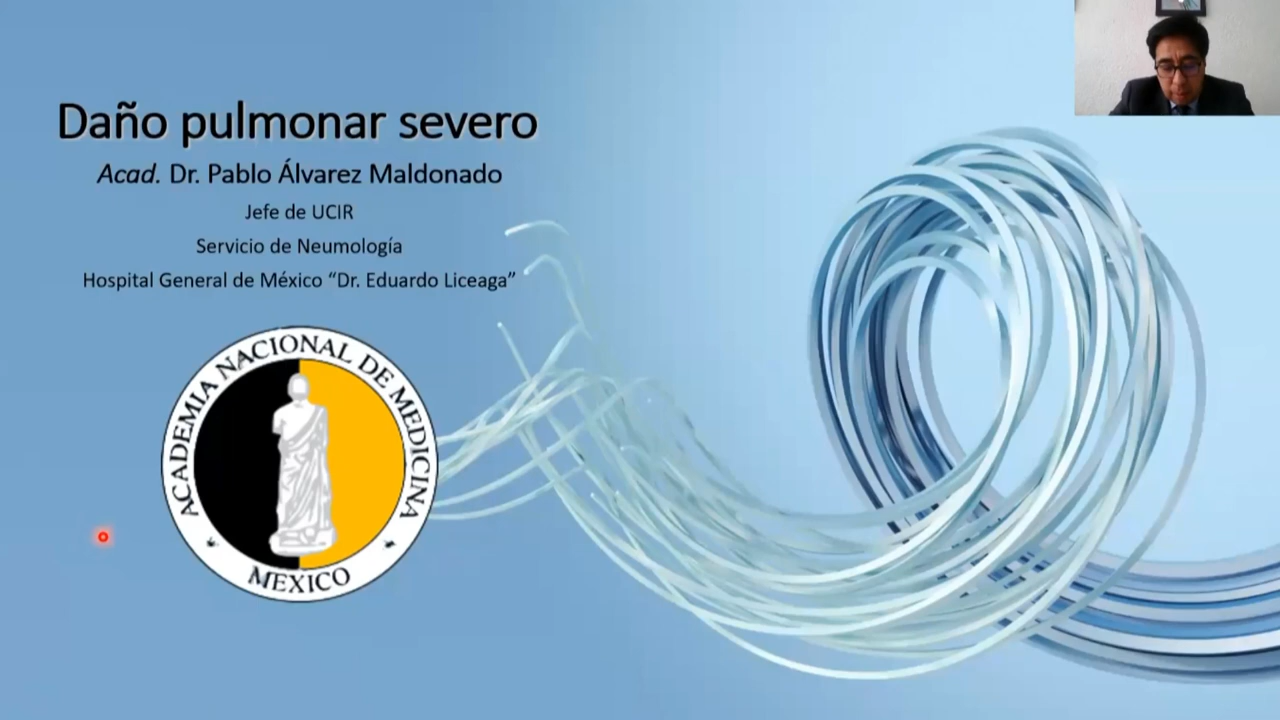 Daño pulmonar severo
Acad. Dr. Pablo Álvarez Maldonado
Jefe de UCIR
Servicio de Neumología
Hospital General de México “Dr. Eduardo Liceaga”
ACADEMIA NACIONAL DE MEDICINA
MEXICO